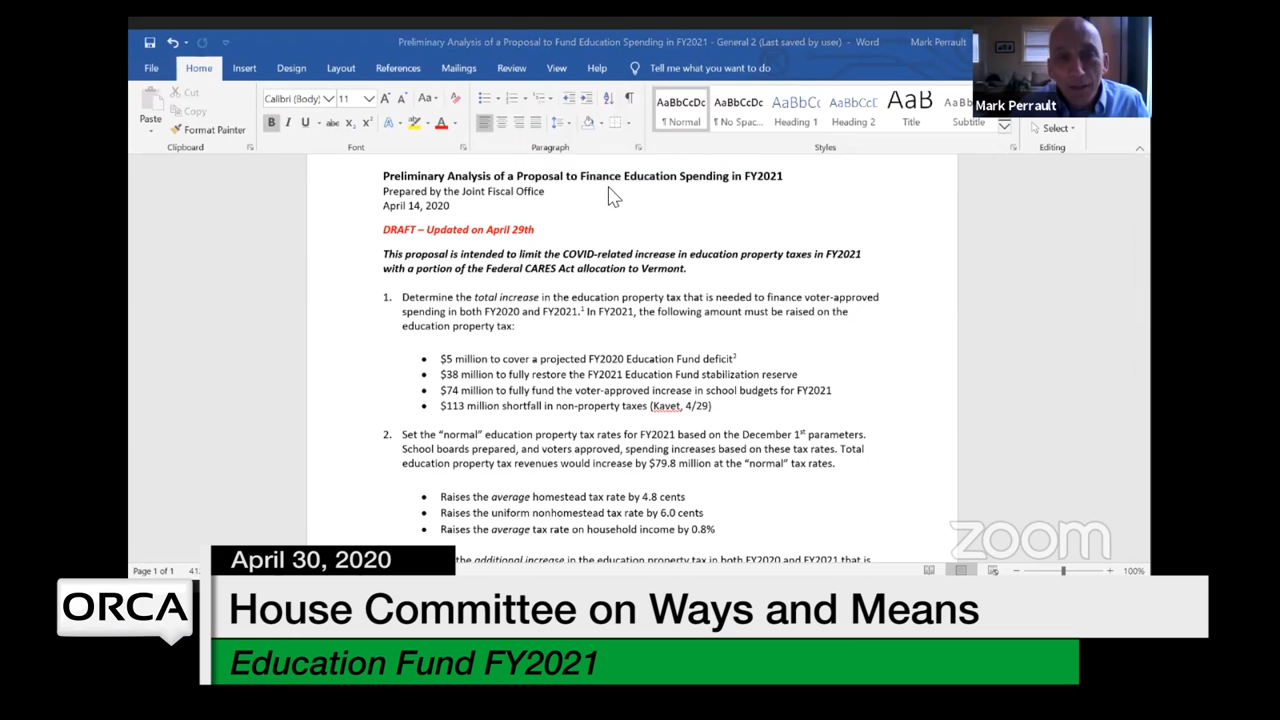 Preliminary Analysis of a Proposal to Fund Education Spending in FY2021 - General 2 (Last saved by user) - Word Mark Perrault
File Home Insert Design Layout References Mailings Review View Help Tell me what you want to do
Mark Perrault
Paste
Cut
Copy
Format Painter
Calibri (Body) 11
AaBbCcDc AaBbCcDc AaBbCc AaBbCcD AaB AaBb
¶ Normal ¶ No Spac... Heading 1 Heading 2 Title Subtitle
Select
Clipboard Font Paragraph Styles Editing
Preliminary Analysis of a Proposal to Finance Education Spending in FY2021
Prepared by the Joint Fiscal Office
April 14, 2020
DRAFT – Updated on April 29th
This proposal is intended to limit the COVID-related increase in education property taxes in FY2021
with a portion of the Federal CARES Act allocation to Vermont.
1. Determine the total increase in the education property tax that is needed to finance voter-approved
spending in both FY2020 and FY2021.¹ In FY2021, the following amount must be raised on the
education property tax:
• $5 million to cover a projected FY2020 Education Fund deficit²
• $38 million to fully restore the FY2021 Education Fund stabilization reserve
• $74 million to fully fund the voter-approved increase in school budgets for FY2021
• $113 million shortfall in non-property taxes (Kavet, 4/29)
2. Set the “normal” education property tax rates for FY2021 based on the December 1st parameters.
School boards prepared, and voters approved, spending increases based on these tax rates. Total
education property tax revenues would increase by $79.8 million at the “normal” tax rates.
• Raises the average homestead tax rate by 4.8 cents
• Raises the uniform nonhomestead tax rate by 6.0 cents
• Raises the average tax rate on household income by 0.8%
the additional increase in the education property tax in both FY2020 and FY2021 that is
zoom
Page 1 of 1 100%
April 30, 2020
ORCA
House Committee on Ways and Means
Education Fund FY2021